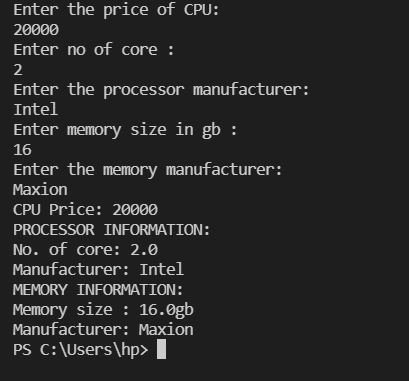 Enter the price of CPU:
20000
Enter no of core :
2
Enter the processor manufacturer:
Intel
Enter memory size in gb :
16
Enter the memory manufacturer:
Maxion
CPU Price: 20000
PROCESSOR INFORMATION:
No. of core: 2.0
Manufacturer: Intel
MEMORY INFORMATION:
Memory size : 16.0gb
Manufacturer: Maxion
PS C:\Users\hp>